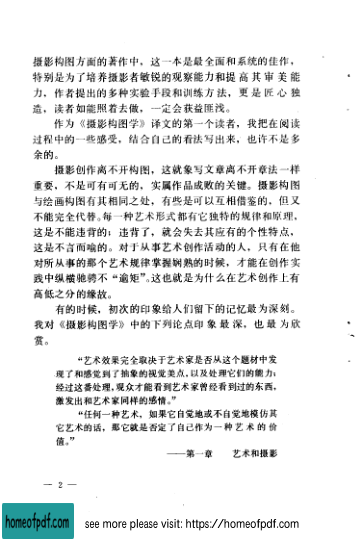 摄影构图方面的著作中，这一本是最全面和系统的佳作，
特别是为了培养摄影者敏锐的观察能力和提高其审美能
力，作者提出的多种实验手段和训练方法，更是匠心独
造，读者如能照着去做，一定会获益匪浅。
作为《摄影构图学》译文的第一个读者，我把在阅读
过程中的一些感受，结合自己的看法写出来，也许不是多
余的。
摄影创作离不开构图，这就象写文章离不开章法一样
重要，不是可有可无的，实属作品成败的关键。摄影构图
与绘画构图有其相同之处，有些是可以互相借鉴的，但又
不能完全代替。每一种艺术形式都有它独特的规律和原理，
这是不能违背的；违背了，就会失去其应有的个性特点，
这是不言而喻的。对于从事艺术创作活动的人，只有在他
对所从事的那个艺术规律掌握娴熟的时候，才能在创作实
践中纵横驰骋不“逾矩”。这也就是为什么在艺术创作上有
高低之分的缘故。
有的时候，初次的印象给人们留下的记忆最为深刻。
我对《摄影构图学》中的下列论点印象最深，也最为欣
赏。
“艺术效果完全取决于艺术家是否从这个题材中发
现了和感觉到了抽象的视觉美点，以及处理它们的能力；
经过这番处理，观众才能看到艺术家曾经看到过的东西，
激发出和艺术家同样的感情。”
“任何一种艺术，如果它自觉地或不自觉地模仿其
它艺术的话，那它就是否定了自己作为一种艺术的价
值。”
——第一章 艺术和摄影
— 2 —
homeofpdf.com
see more please visit: https://homeofpdf.com